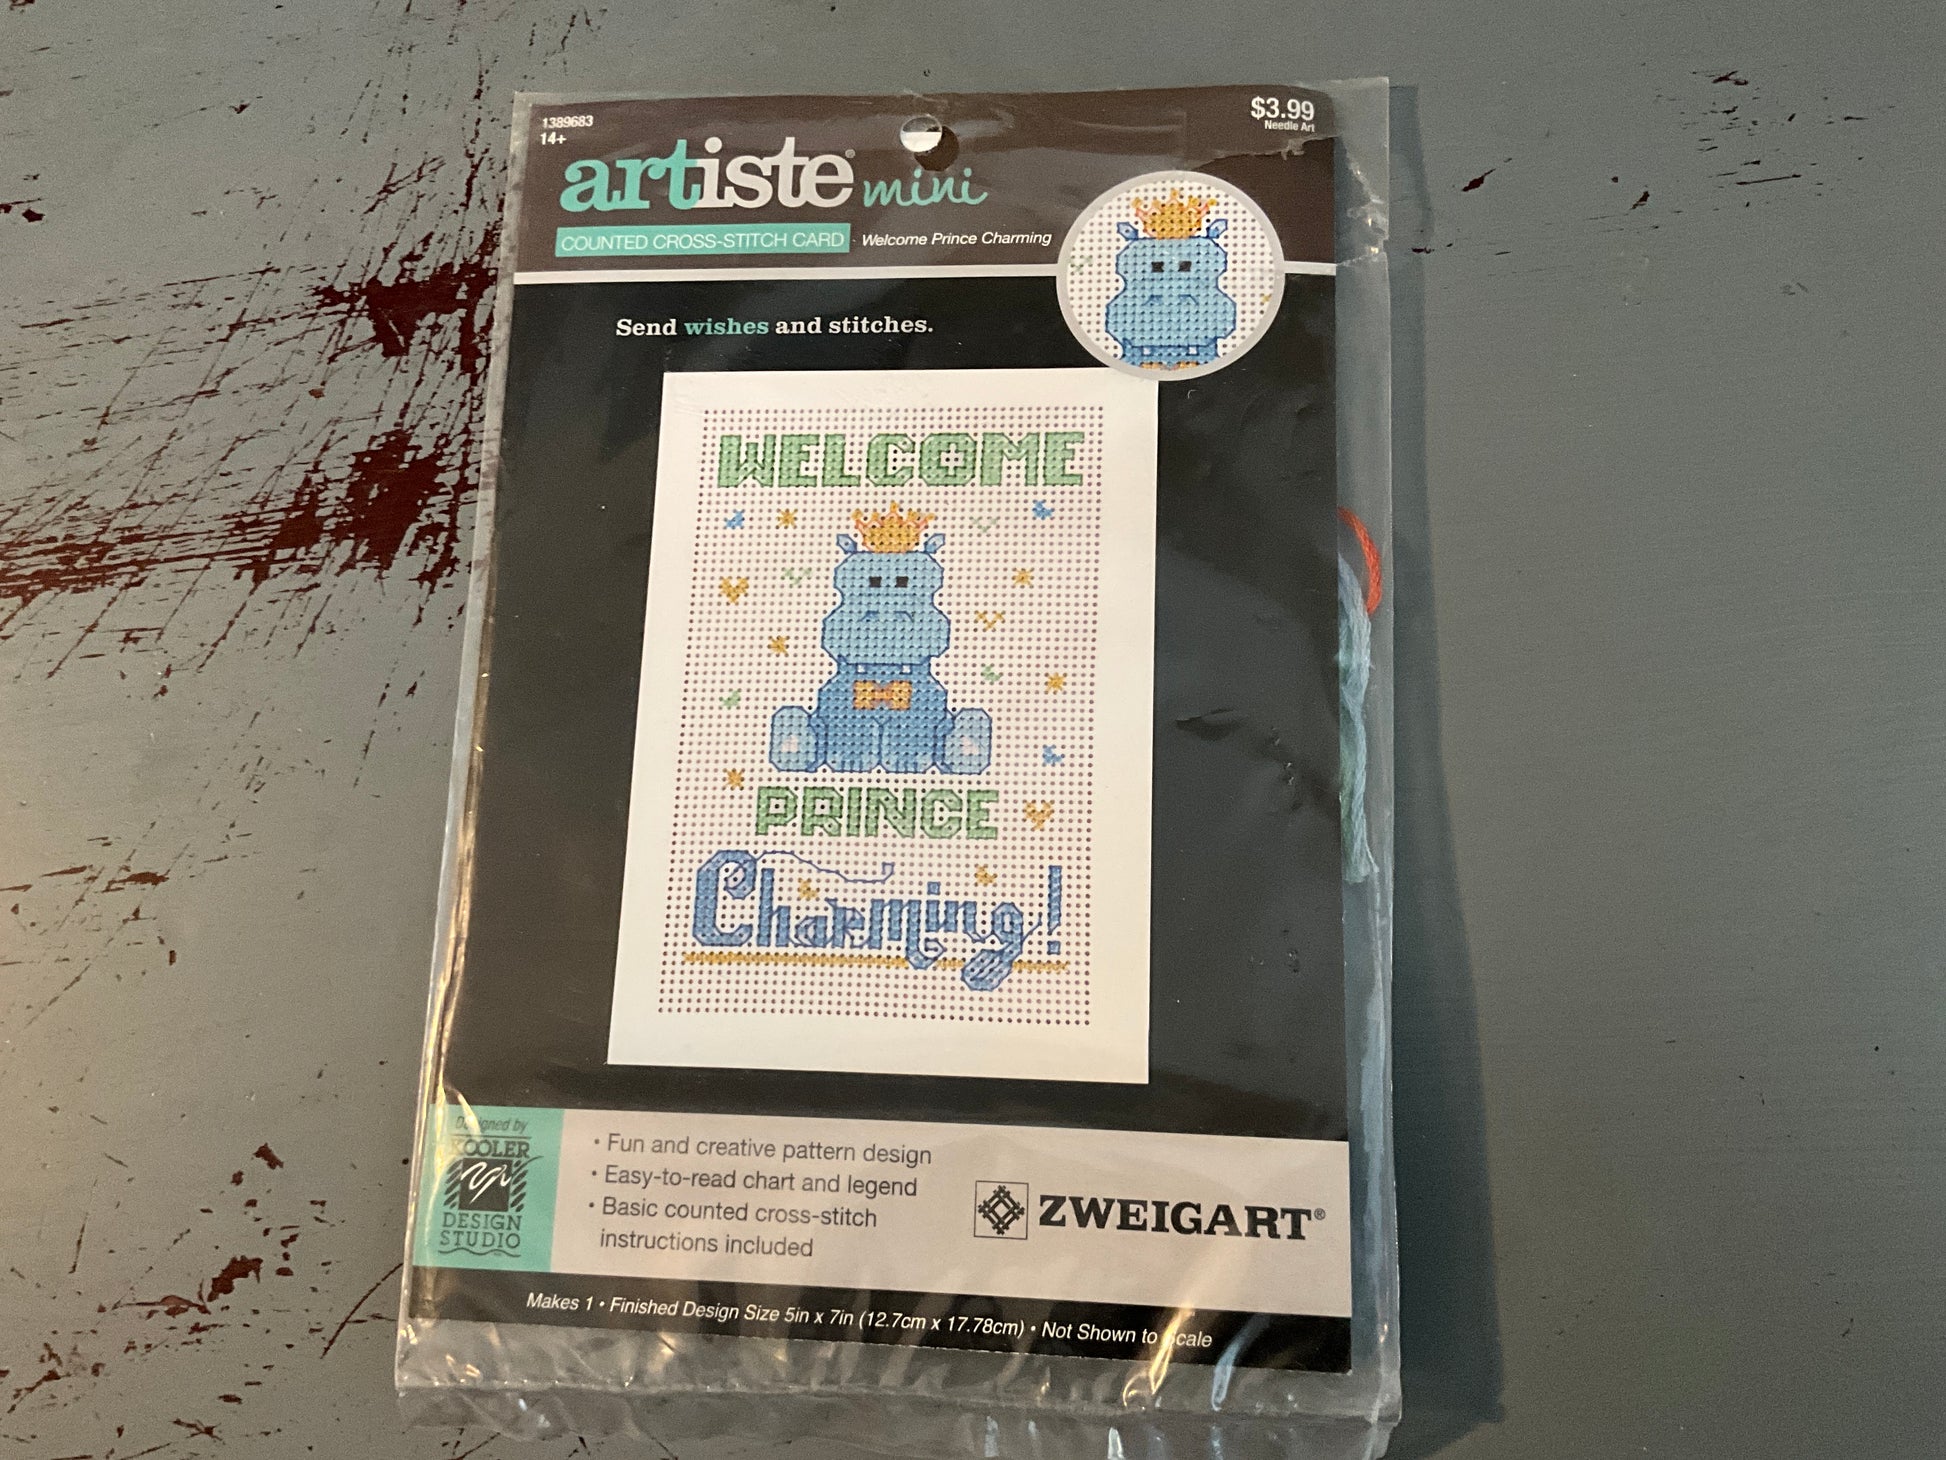 1389683
14+
$3.99
Needle Art
artiste® mini
COUNTED CROSS-STITCH CARD - Welcome Prince Charming
Send wishes and stitches.
WELCOME
PRINCE
Charming!
Designed by
KOOLER
DESIGN
STUDIO
• Fun and creative pattern design
• Easy-to-read chart and legend
• Basic counted cross-stitch
instructions included
ZWEIGART®
Makes 1 • Finished Design Size 5in x 7in (12.7cm x 17.78cm) • Not Shown to Scale